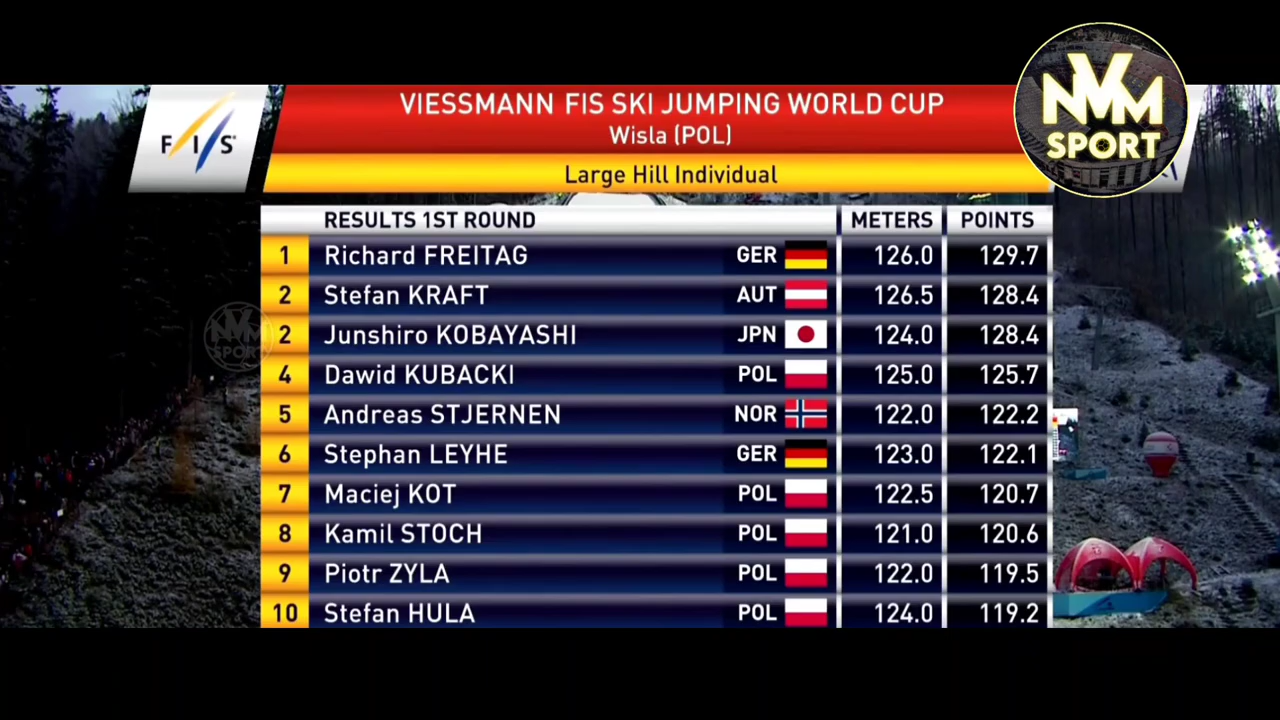 NVM
SPORT
FIS
VIESSMANN FIS SKI JUMPING WORLD CUP
Wisla (POL)
Large Hill Individual
RESULTS 1ST ROUND METERS POINTS
1 Richard FREITAG GER 126.0 129.7
2 Stefan KRAFT AUT 126.5 128.4
2 Junshiro KOBAYASHI JPN 124.0 128.4
4 Dawid KUBACKI POL 125.0 125.7
5 Andreas STJERNEN NOR 122.0 122.2
6 Stephan LEYHE GER 123.0 122.1
7 Maciej KOT POL 122.5 120.7
8 Kamil STOCH POL 121.0 120.6
9 Piotr ZYLA POL 122.0 119.5
10 Stefan HULA POL 124.0 119.2
NVM
SPORT